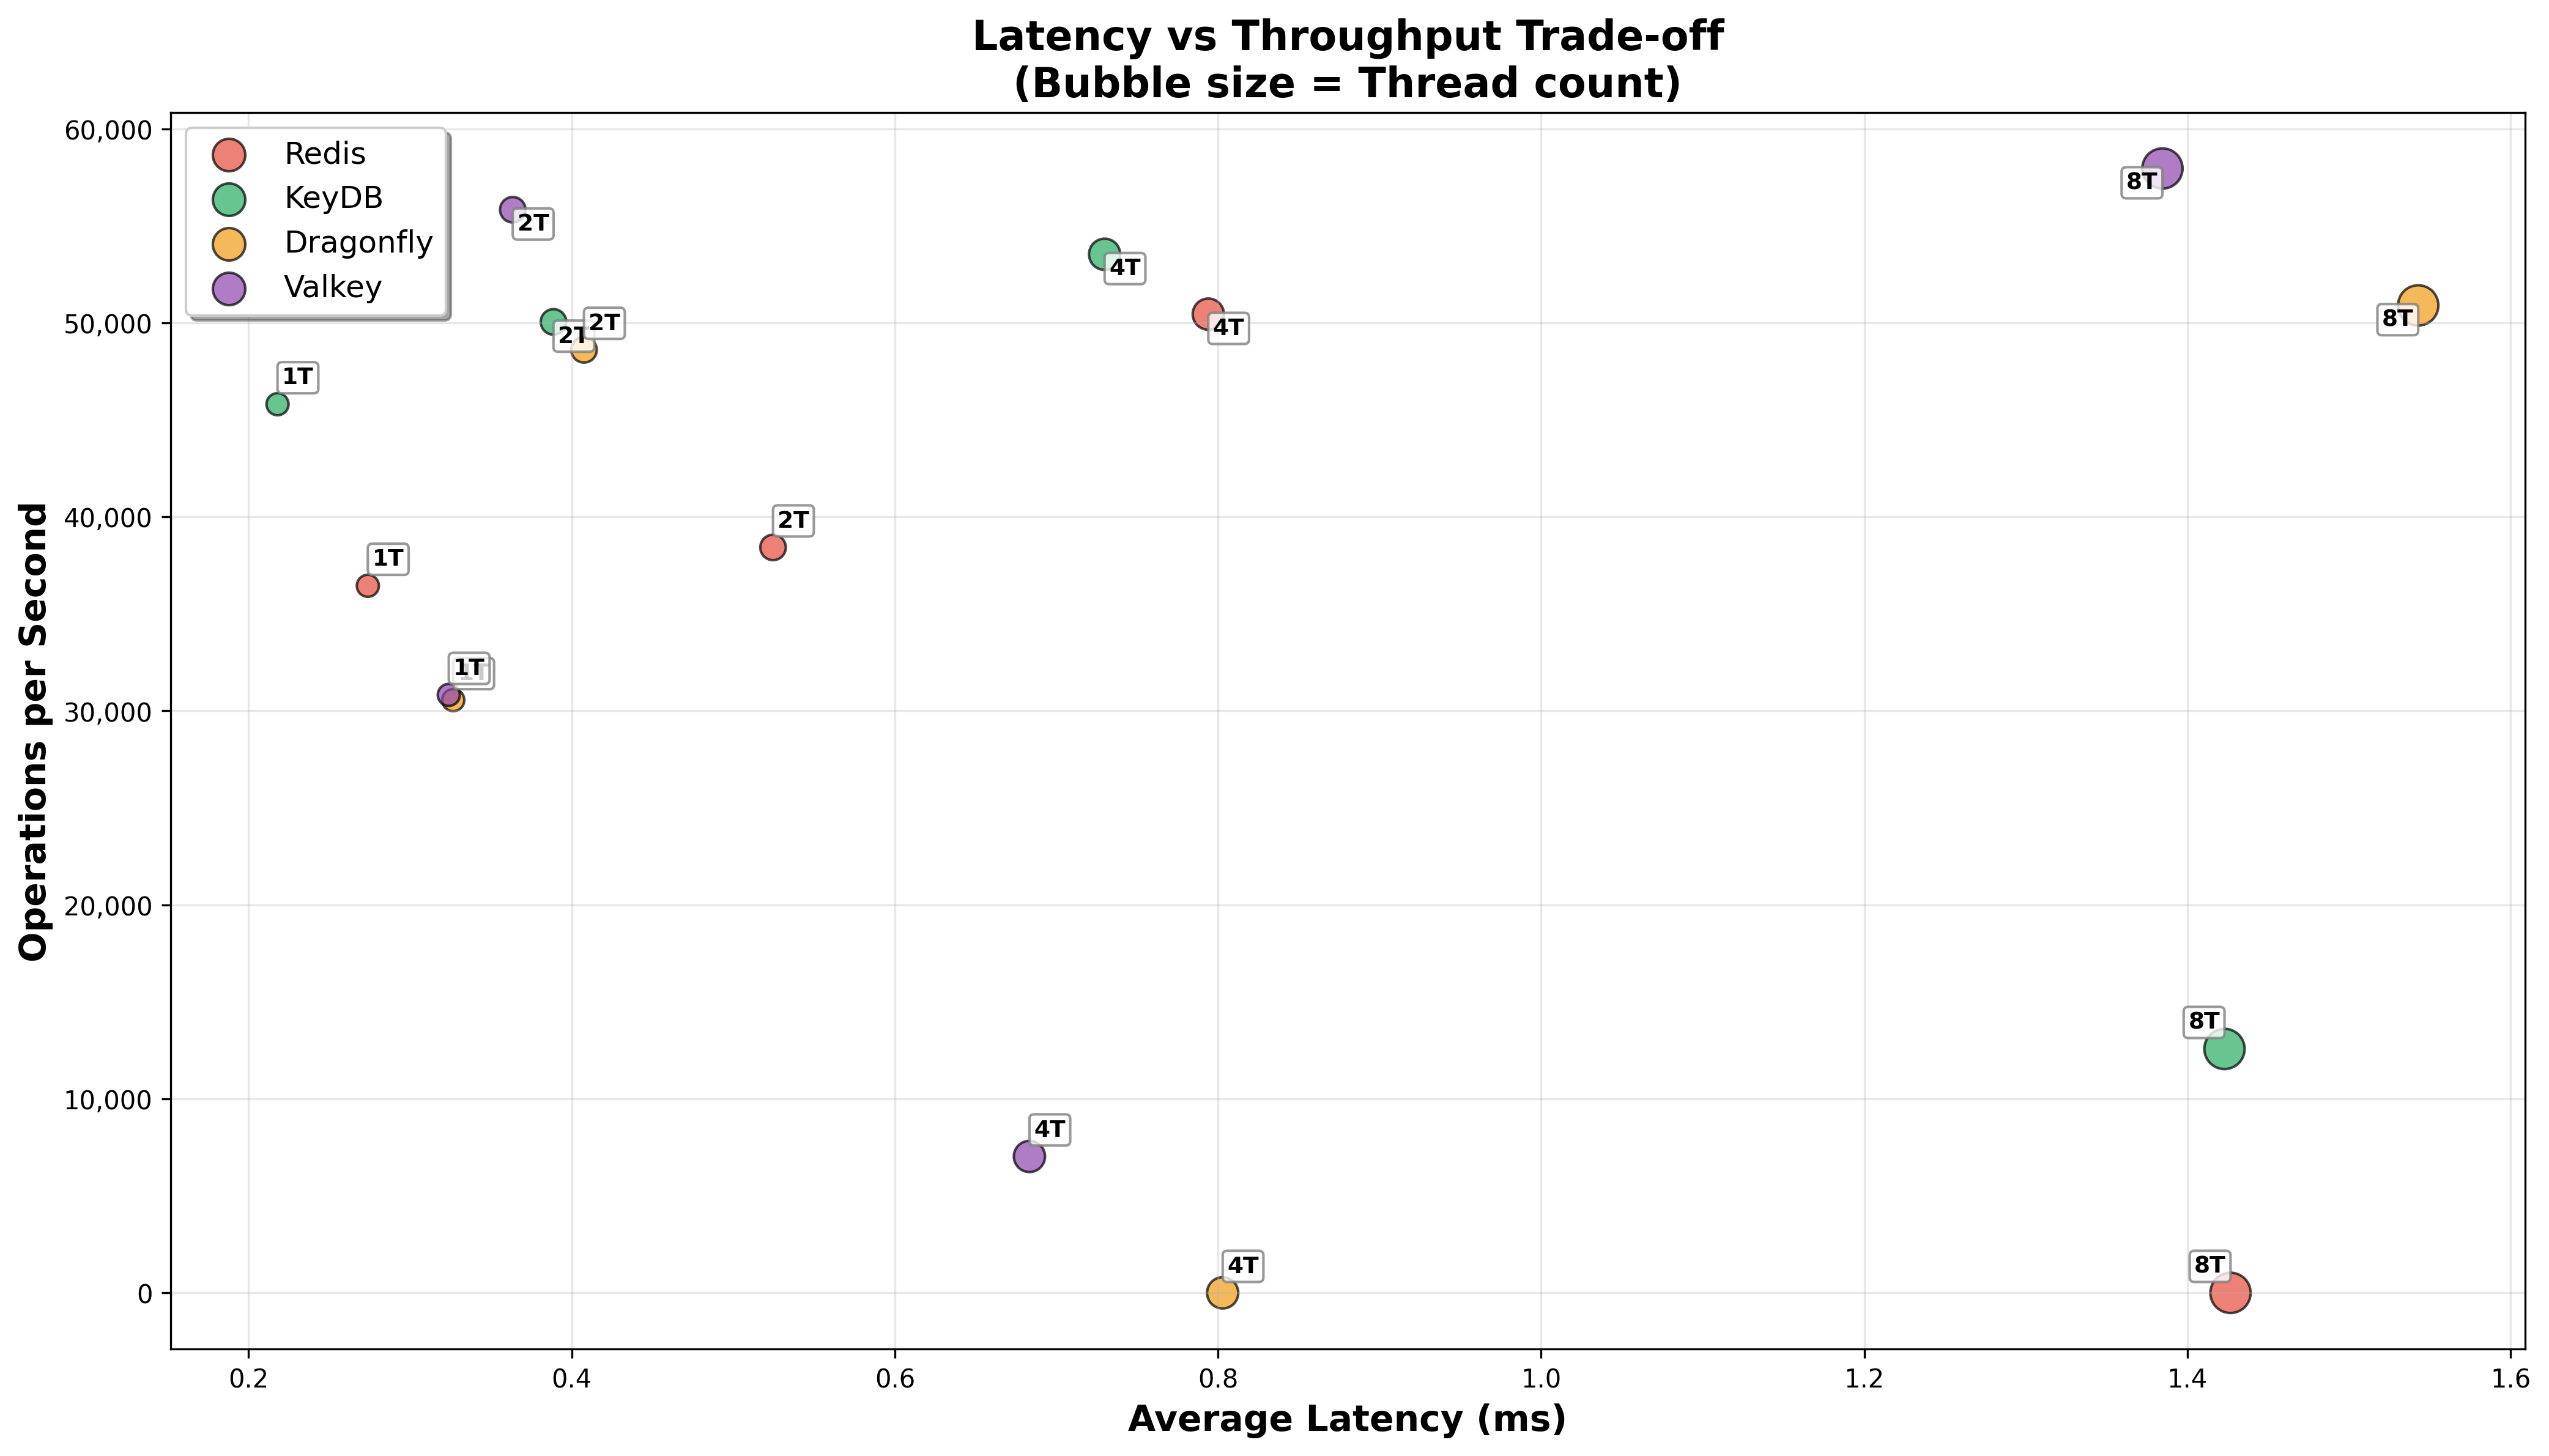 Latency vs Throughput Trade-off
(Bubble size = Thread count)
Operations per Second
60,000
50,000
40,000
30,000
20,000
10,000
0
Redis
KeyDB
Dragonfly
Valkey
8T
2T
4T
8T
2T
2T
4T
1T
2T
1T
1T
1T
8T
4T
4T
8T
0.2
0.4
0.6
0.8
1.0
1.2
1.4
1.6
Average Latency (ms)